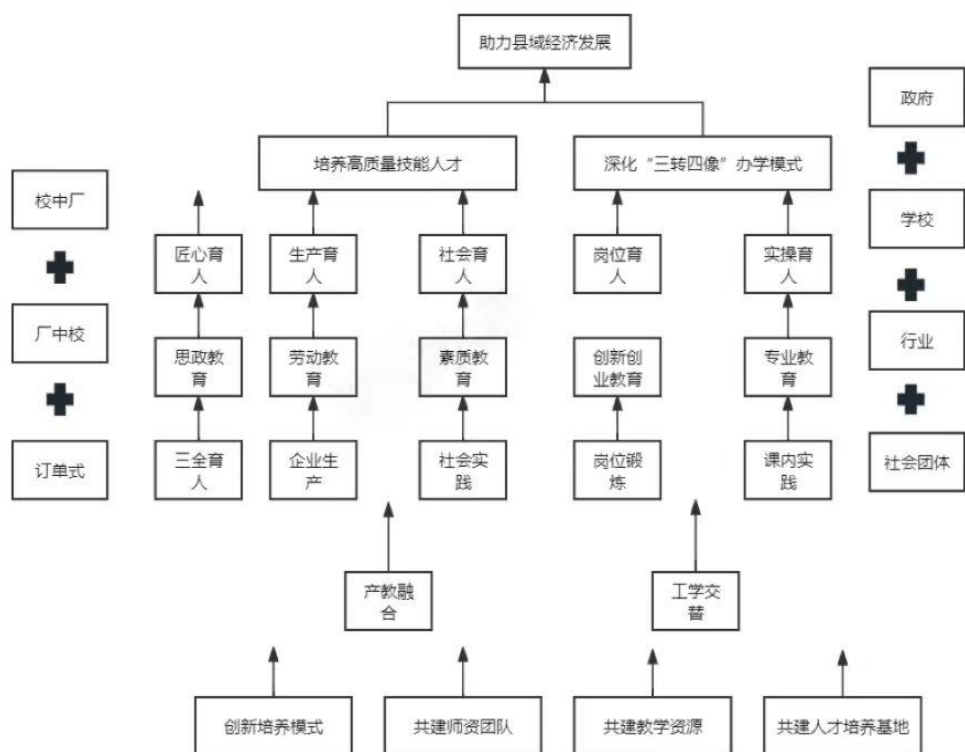 助力县域经济发展
政府
培养高质量技能人才
深化“三转四像”办学模式
校中厂
学校
匠心育
人
生产育
人
社会育
人
岗位育
人
实操育
人
厂中校
行业
思政教
育
劳动教
育
素质教
育
创新创
业教育
专业教
育
订单式
三全育
人
企业生
产
社会实
践
岗位锻
炼
课内实
践
社会团体
产教融
合
工学交
替
创新培养模式
共建师资团队
共建教学资源
共建人才培养基地